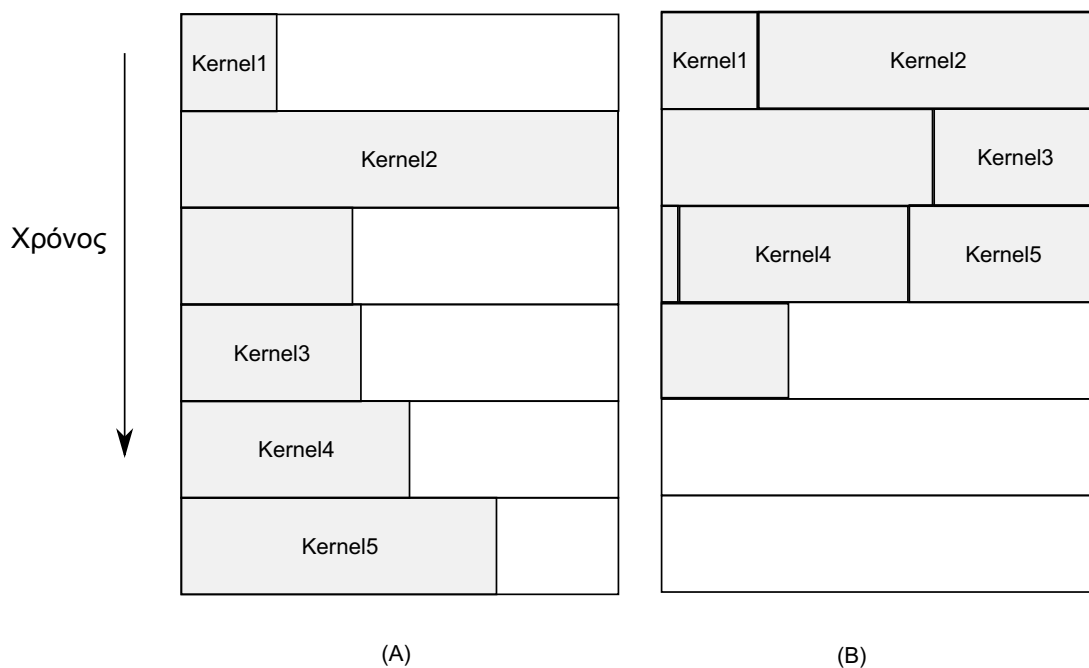 Kernel1
Kernel2
Kernel3
Kernel4
Kernel5
Χρόνος
(A)
Kernel1 Kernel2
Kernel3
Kernel4 Kernel5
(B)